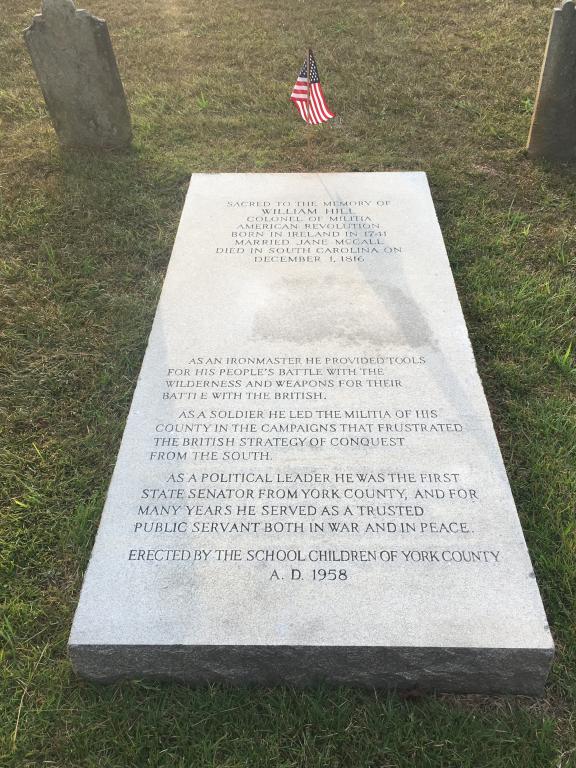 SACRED TO THE MEMORY OF
WILLIAM HILL
COLONEL OF MILITIA
AMERICAN REVOLUTION
BORN IN IRELAND IN 1741
MARRIED JANE MCCALL
DIED IN SOUTH CAROLINA ON
DECEMBER 1, 1816
AS AN IRONMASTER HE PROVIDED TOOLS
FOR HIS PEOPLE'S BATTLE WITH THE
WILDERNESS AND WEAPONS FOR THEIR
BATTLE WITH THE BRITISH.
AS A SOLDIER HE LED THE MILITIA OF HIS
COUNTY IN THE CAMPAIGNS THAT FRUSTRATED
THE BRITISH STRATEGY OF CONQUEST
FROM THE SOUTH.
AS A POLITICAL LEADER HE WAS THE FIRST
STATE SENATOR FROM YORK COUNTY, AND FOR
MANY YEARS HE SERVED AS A TRUSTED
PUBLIC SERVANT BOTH IN WAR AND IN PEACE.
ERECTED BY THE SCHOOL CHILDREN OF YORK COUNTY
A. D. 1958